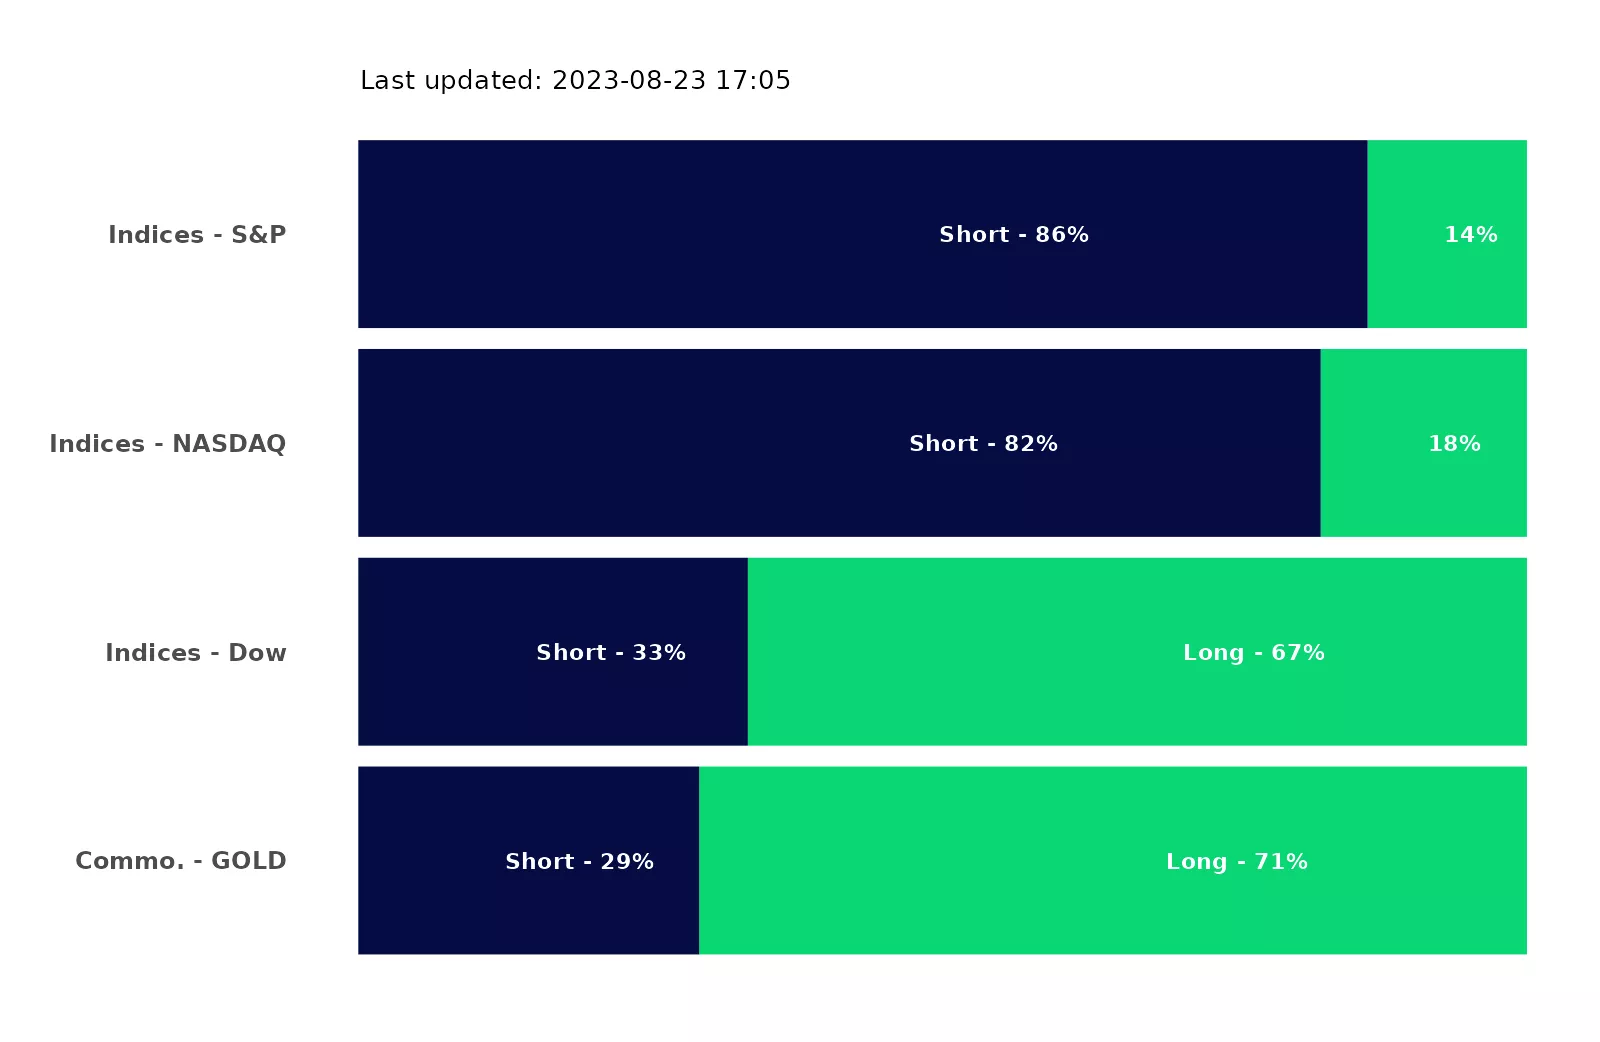 Last updated: 2023-08-23 17:05
Indices - S&P
Short - 86%
14%
Indices - NASDAQ
Short - 82%
18%
Indices - Dow
Short - 33%
Long - 67%
Commo. - GOLD
Short - 29%
Long - 71%